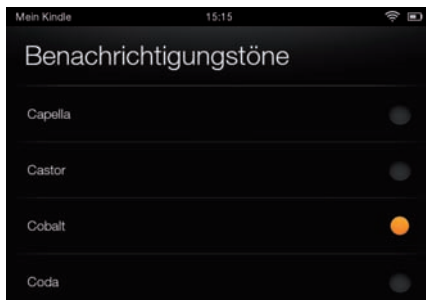 Mein Kindle 15:15
Benachrichtigungstöne
Capella
Castor
Cobalt
Coda